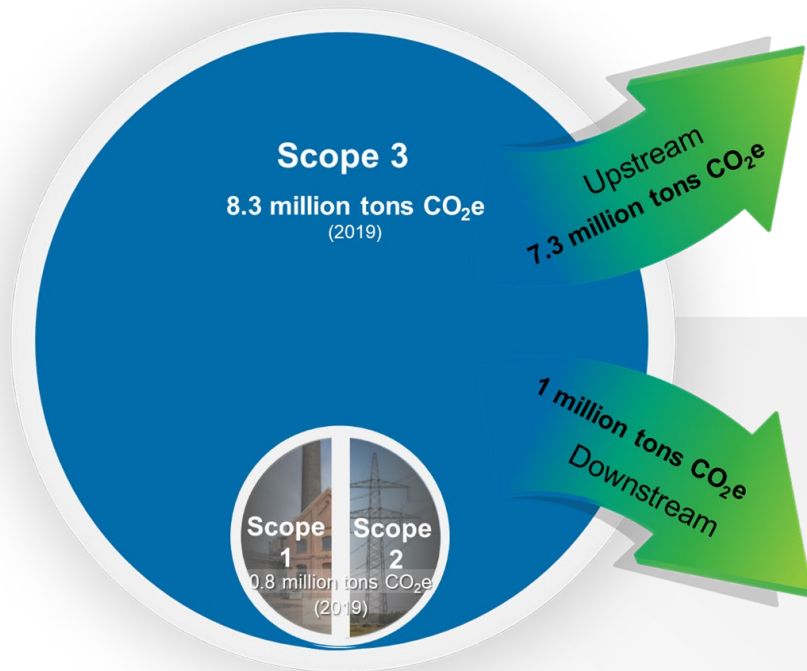 Scope 3
8.3 million tons CO₂e
(2019)
Upstream
7.3 million tons CO₂e
1 million tons CO₂e
Downstream
Scope
1
Scope
2
0.8 million tons CO₂e
(2019)